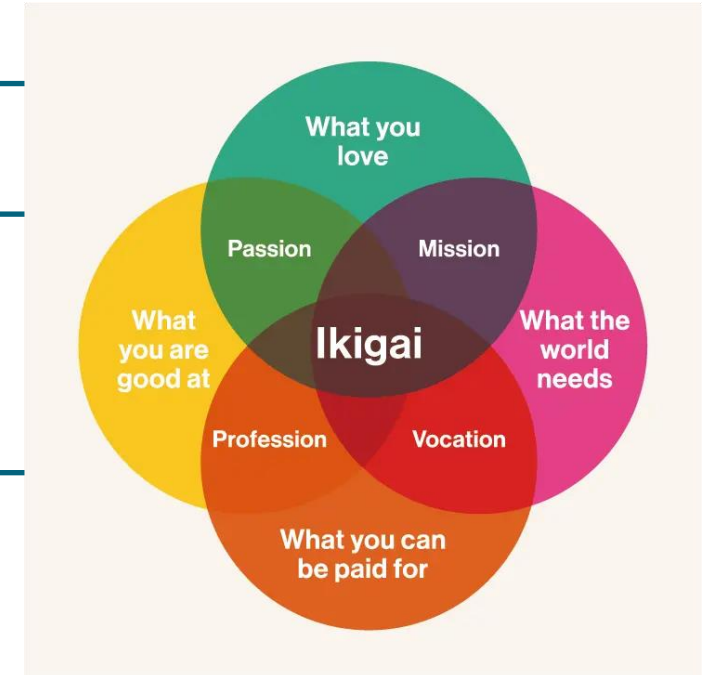 What you
love
Passion
Mission
What
you are
good at
Ikigai
What the
world
needs
Profession
Vocation
What you can
be paid for